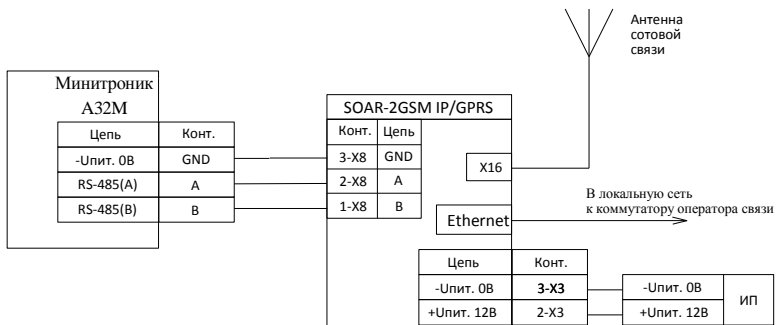 Антенна
сотовой
связи
Минитроник
А32М
Цепь Конт.
-Uпит. 0В GND
RS-485(А) А
RS-485(В) В
SOAR-2GSM IP/GPRS
Конт. Цепь
3-X8 GND
2-X8 А
1-X8 В
X16
Ethernet
В локальную сеть
к коммутатору оператора связи
Цепь Конт.
-Uпит. 0В 3-X3
+Uпит. 12В 2-X3
-Uпит. 0В
+Uпит. 12В
ИП